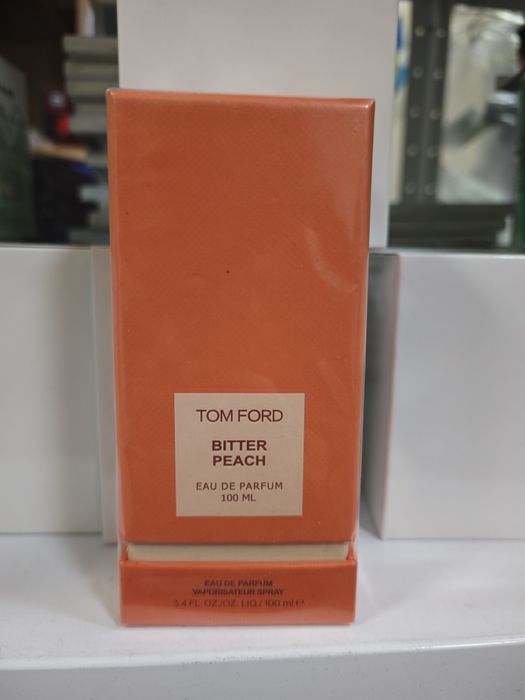 TOM FORD
BITTER
PEACH
EAU DE PARFUM
100 ML
EAU DE PARFUM
VAPORISATEUR SPRAY
3.4 FL. OZ./OZ. LIQ / 100 ml ℮